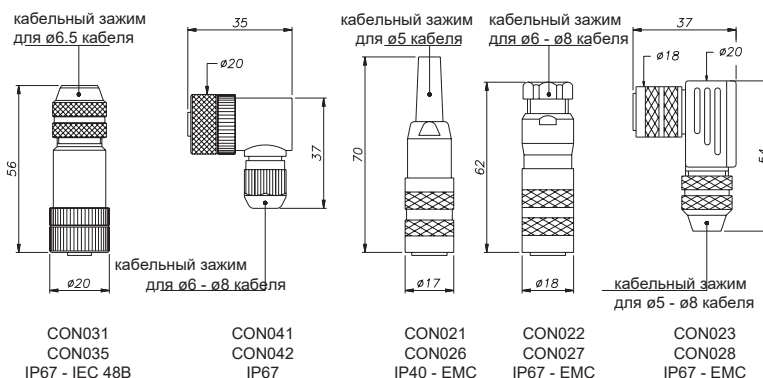 кабельный зажим
для ø6.5 кабеля
56
ø20
CON031
CON035
IP67 - IEC 48B
35
ø20
37
кабельный зажим
для ø6 - ø8 кабеля
CON041
CON042
IP67
кабельный зажим
для ø5 кабеля
70
ø17
CON021
CON026
IP40 - EMC
кабельный зажим
для ø6 - ø8 кабеля
62
ø18
CON022
CON027
IP67 - EMC
37
ø18
ø20
54
кабельный зажим
для ø5 - ø8 кабеля
CON023
CON028
IP67 - EMC